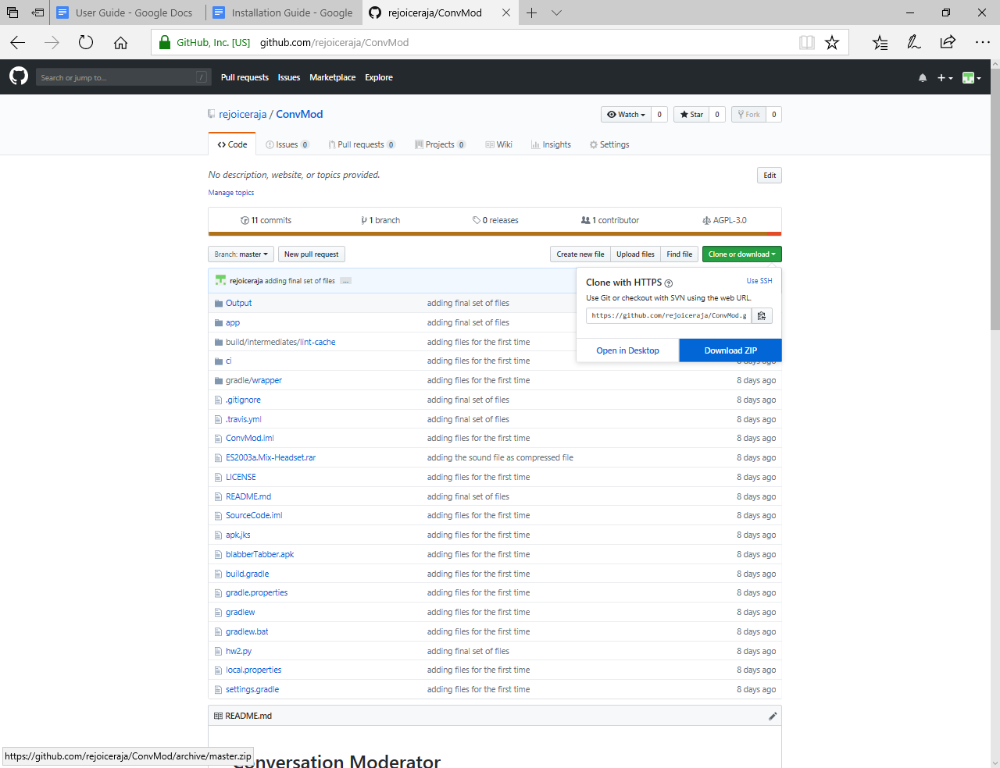 User Guide - Google Docs
Installation Guide - Google
rejoiceraja/ConvMod
GitHub, Inc. [US] github.com/rejoiceraja/ConvMod
Search or jump to... /
Pull requests Issues Marketplace Explore
rejoiceraja / ConvMod
Watch 0 Star 0 Fork 0
Code Issues 0 Pull requests 0 Projects 0 Wiki Insights Settings
No description, website, or topics provided. Edit
Manage topics
11 commits 1 branch 0 releases 1 contributor AGPL-3.0
Branch: master New pull request Create new file Upload files Find file Clone or download
rejoiceraja adding final set of files ...
Clone with HTTPS ? Use SSH
Use Git or checkout with SVN using the web URL.
https://github.com/rejoiceraja/ConvMod.g
Open in Desktop Download ZIP
Output adding final set of files
app adding final set of files
build/intermediates/lint-cache adding files for the first time
ci adding files for the first time 8 days ago
gradle/wrapper adding files for the first time 8 days ago
.gitignore adding final set of files 8 days ago
.travis.yml adding final set of files 8 days ago
ConvMod.iml adding files for the first time 8 days ago
ES2003a.Mix-Headset.rar adding the sound file as compressed file 8 days ago
LICENSE adding files for the first time 8 days ago
README.md adding final set of files 8 days ago
SourceCode.iml adding files for the first time 8 days ago
apk.jks adding files for the first time 8 days ago
blabberTabber.apk adding files for the first time 8 days ago
build.gradle adding files for the first time 8 days ago
gradle.properties adding files for the first time 8 days ago
gradlew adding files for the first time 8 days ago
gradlew.bat adding files for the first time 8 days ago
hw2.py adding final set of files 8 days ago
local.properties adding files for the first time 8 days ago
settings.gradle adding files for the first time 8 days ago
README.md
Conversation Moderator
https://github.com/rejoiceraja/ConvMod/archive/master.zip